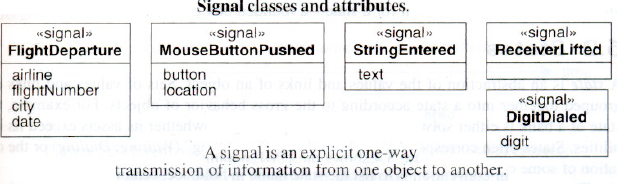 Signal classes and attributes.
«signal»
FlightDeparture
airline
flightNumber
city
date
«signal»
MouseButtonPushed
button
location
«signal»
StringEntered
text
«signal»
ReceiverLifted
«signal»
DigitDialed
digit
A signal is an explicit one-way
transmission of information from one object to another.